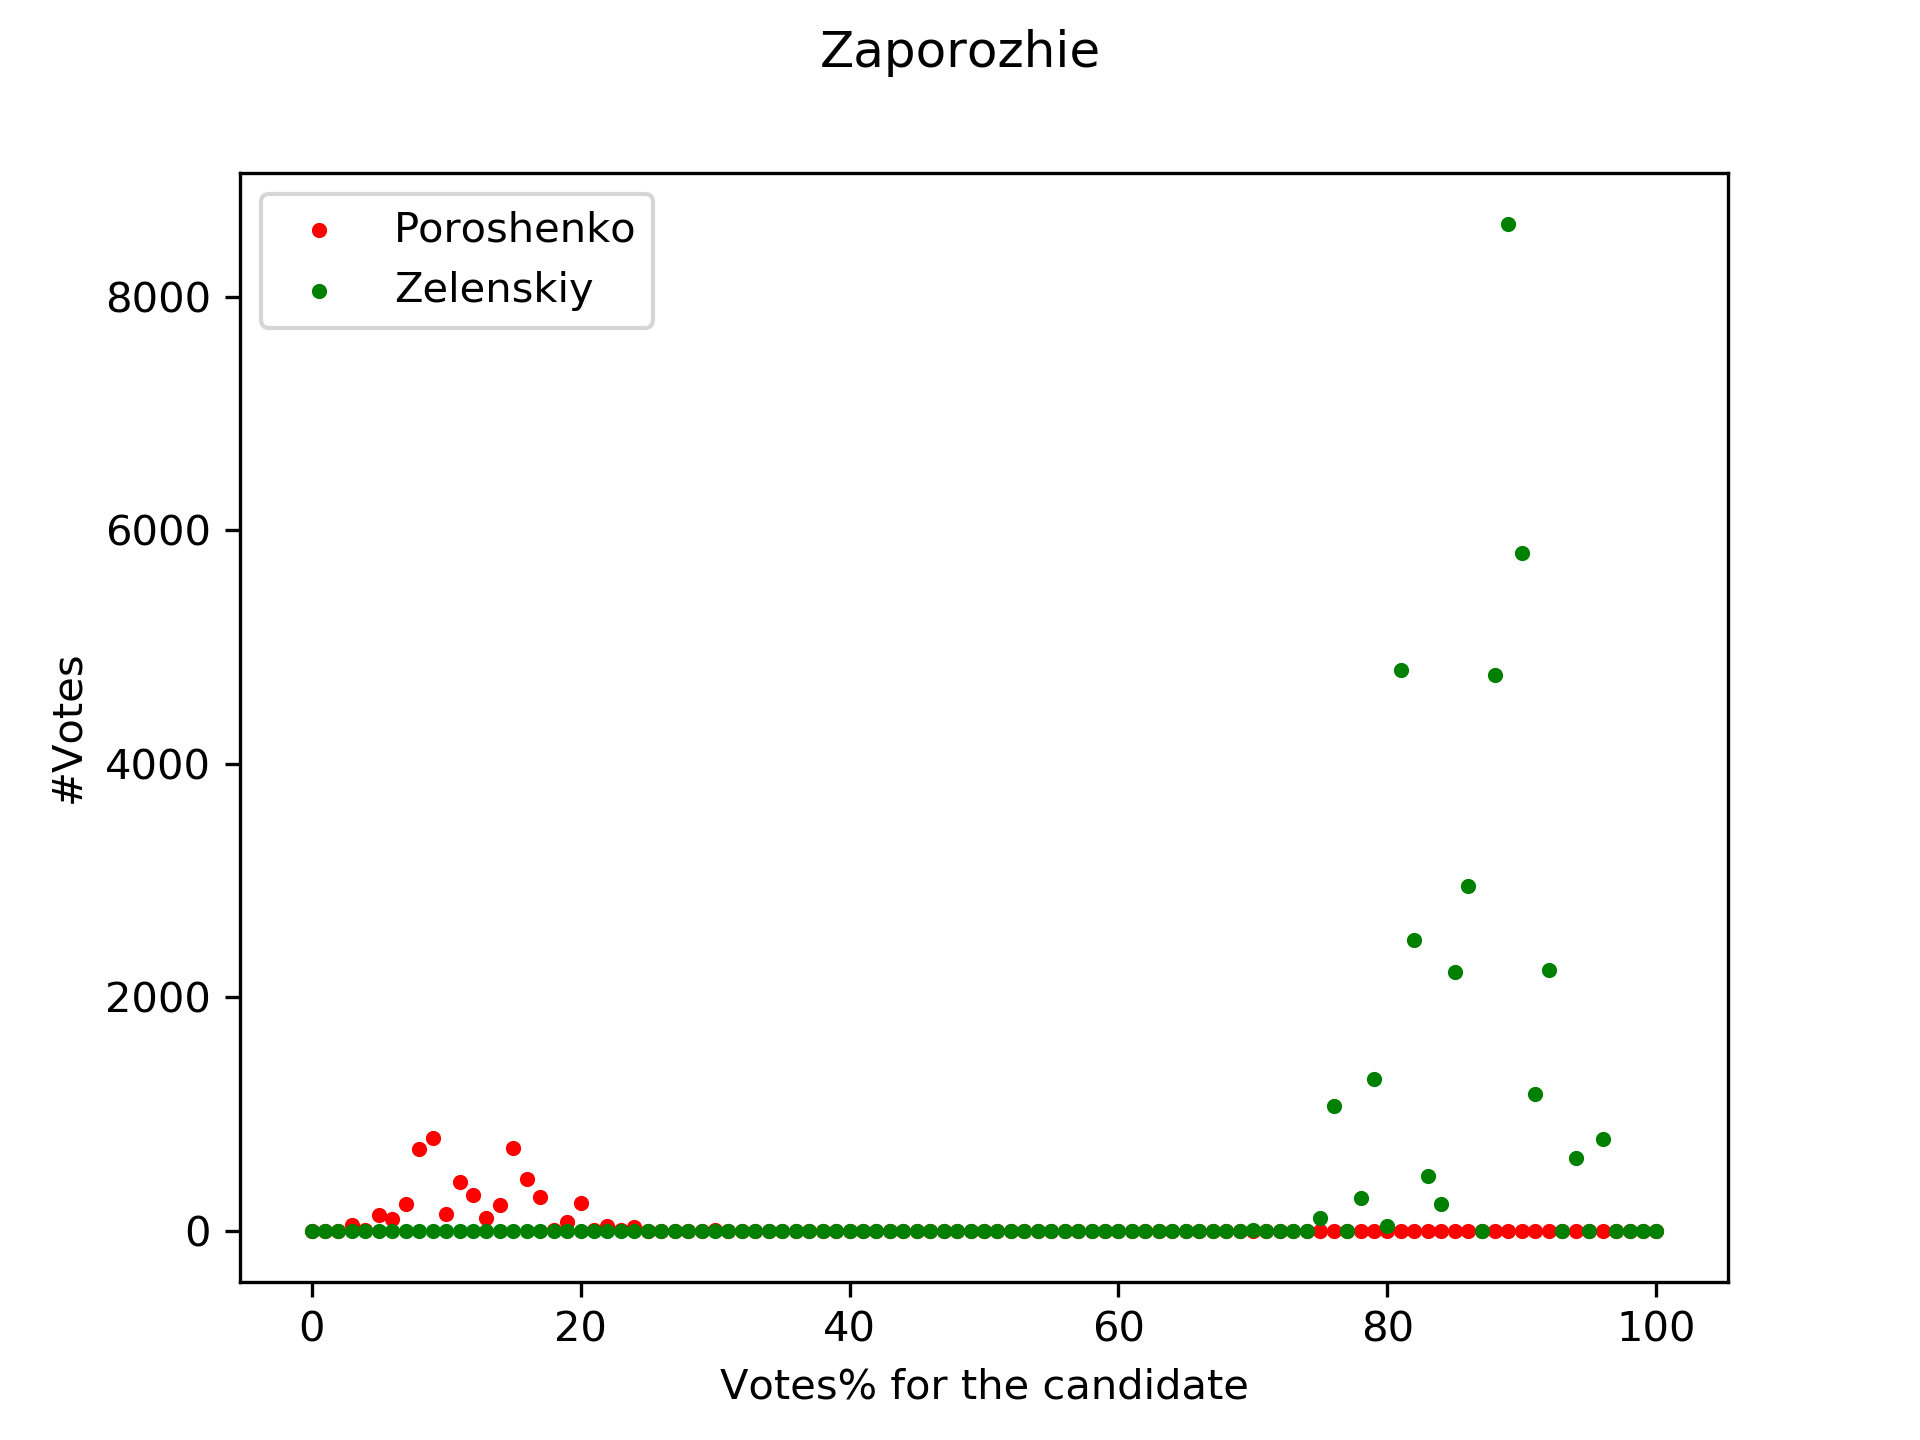 Zaporozhie
Poroshenko
Zelenskiy
8000
6000
4000
2000
0
#Votes
0 20 40 60 80 100
Votes% for the candidate